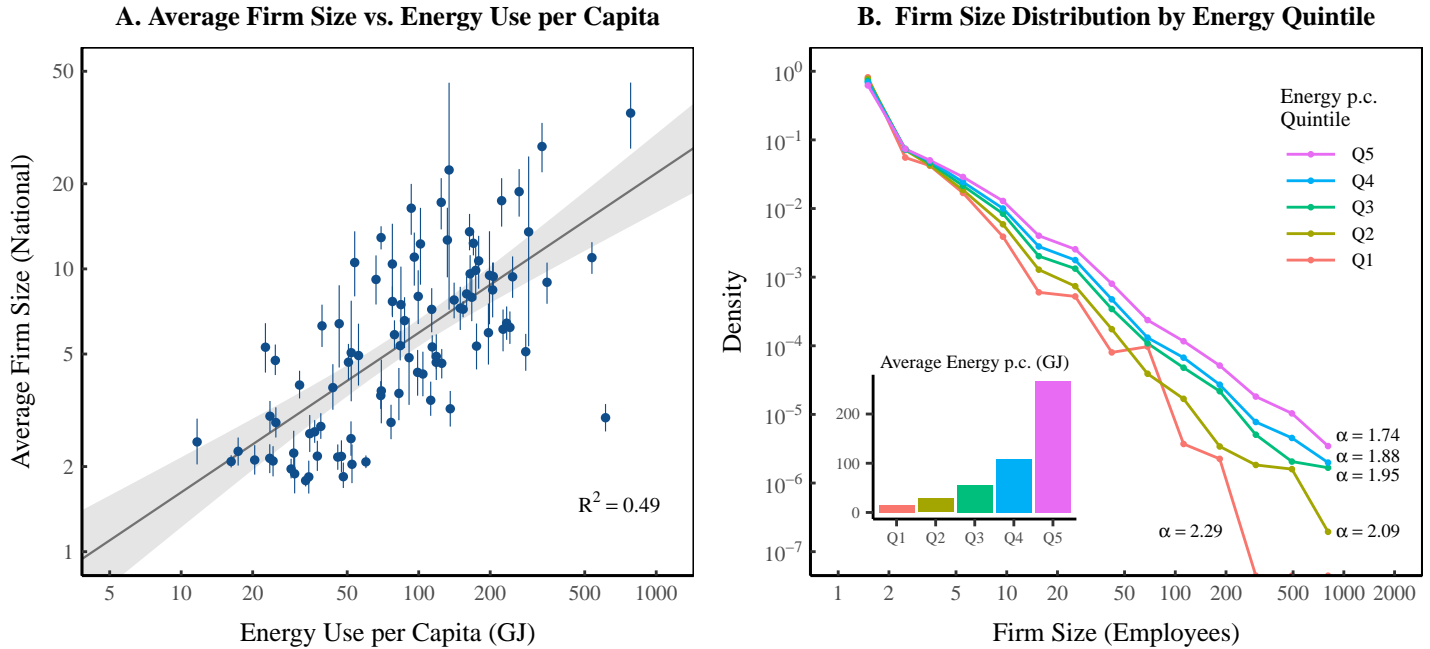 A. Average Firm Size vs. Energy Use per Capita
Average Firm Size (National)
50
20
10
5
2
1
R² = 0.49
5 10 20 50 100 200 500 1000
Energy Use per Capita (GJ)
B. Firm Size Distribution by Energy Quintile
Density
10⁰
10⁻¹
10⁻²
10⁻³
10⁻⁴
10⁻⁵
10⁻⁶
10⁻⁷
Energy p.c.
Quintile
Q5
Q4
Q3
Q2
Q1
Average Energy p.c. (GJ)
200
100
0
Q1 Q2 Q3 Q4 Q5
α = 1.74
α = 1.88
α = 1.95
α = 2.09
α = 2.29
1 2 5 10 20 50 100 200 500 1000 2000
Firm Size (Employees)